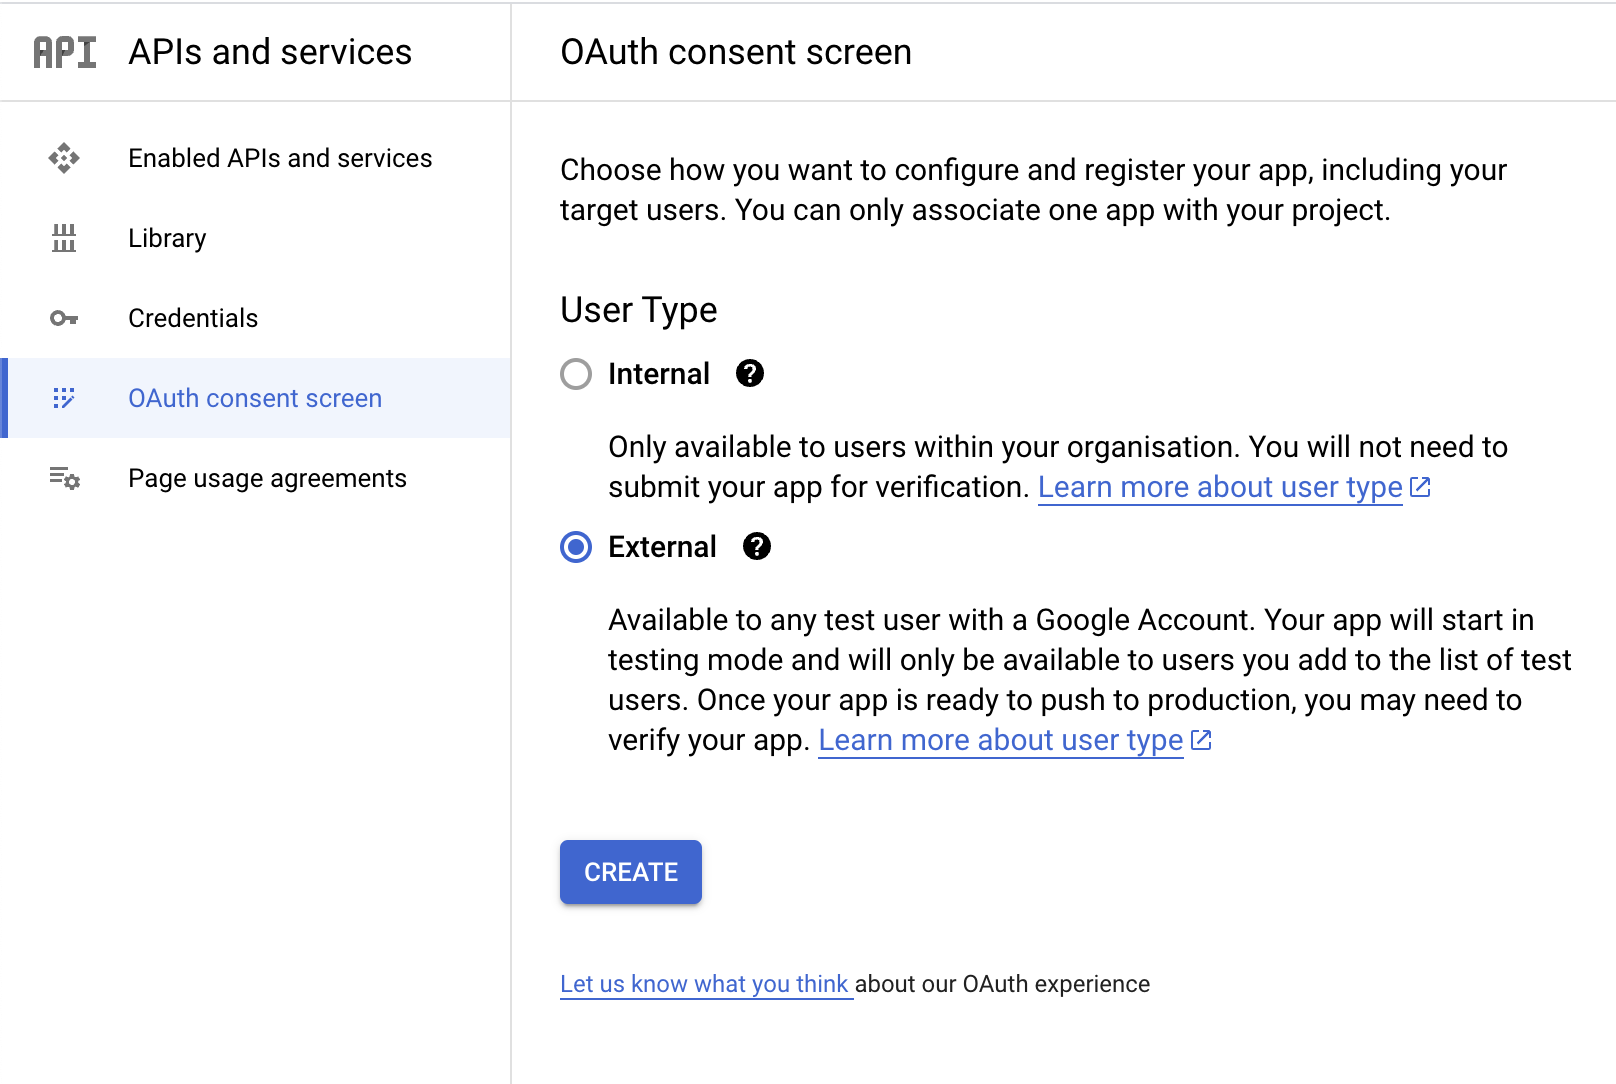 API APIs and services
OAuth consent screen
Enabled APIs and services
Library
Credentials
OAuth consent screen
Page usage agreements
Choose how you want to configure and register your app, including your
target users. You can only associate one app with your project.
User Type
Internal ?
Only available to users within your organisation. You will not need to
submit your app for verification. Learn more about user type
External ?
Available to any test user with a Google Account. Your app will start in
testing mode and will only be available to users you add to the list of test
users. Once your app is ready to push to production, you may need to
verify your app. Learn more about user type
CREATE
Let us know what you think about our OAuth experience